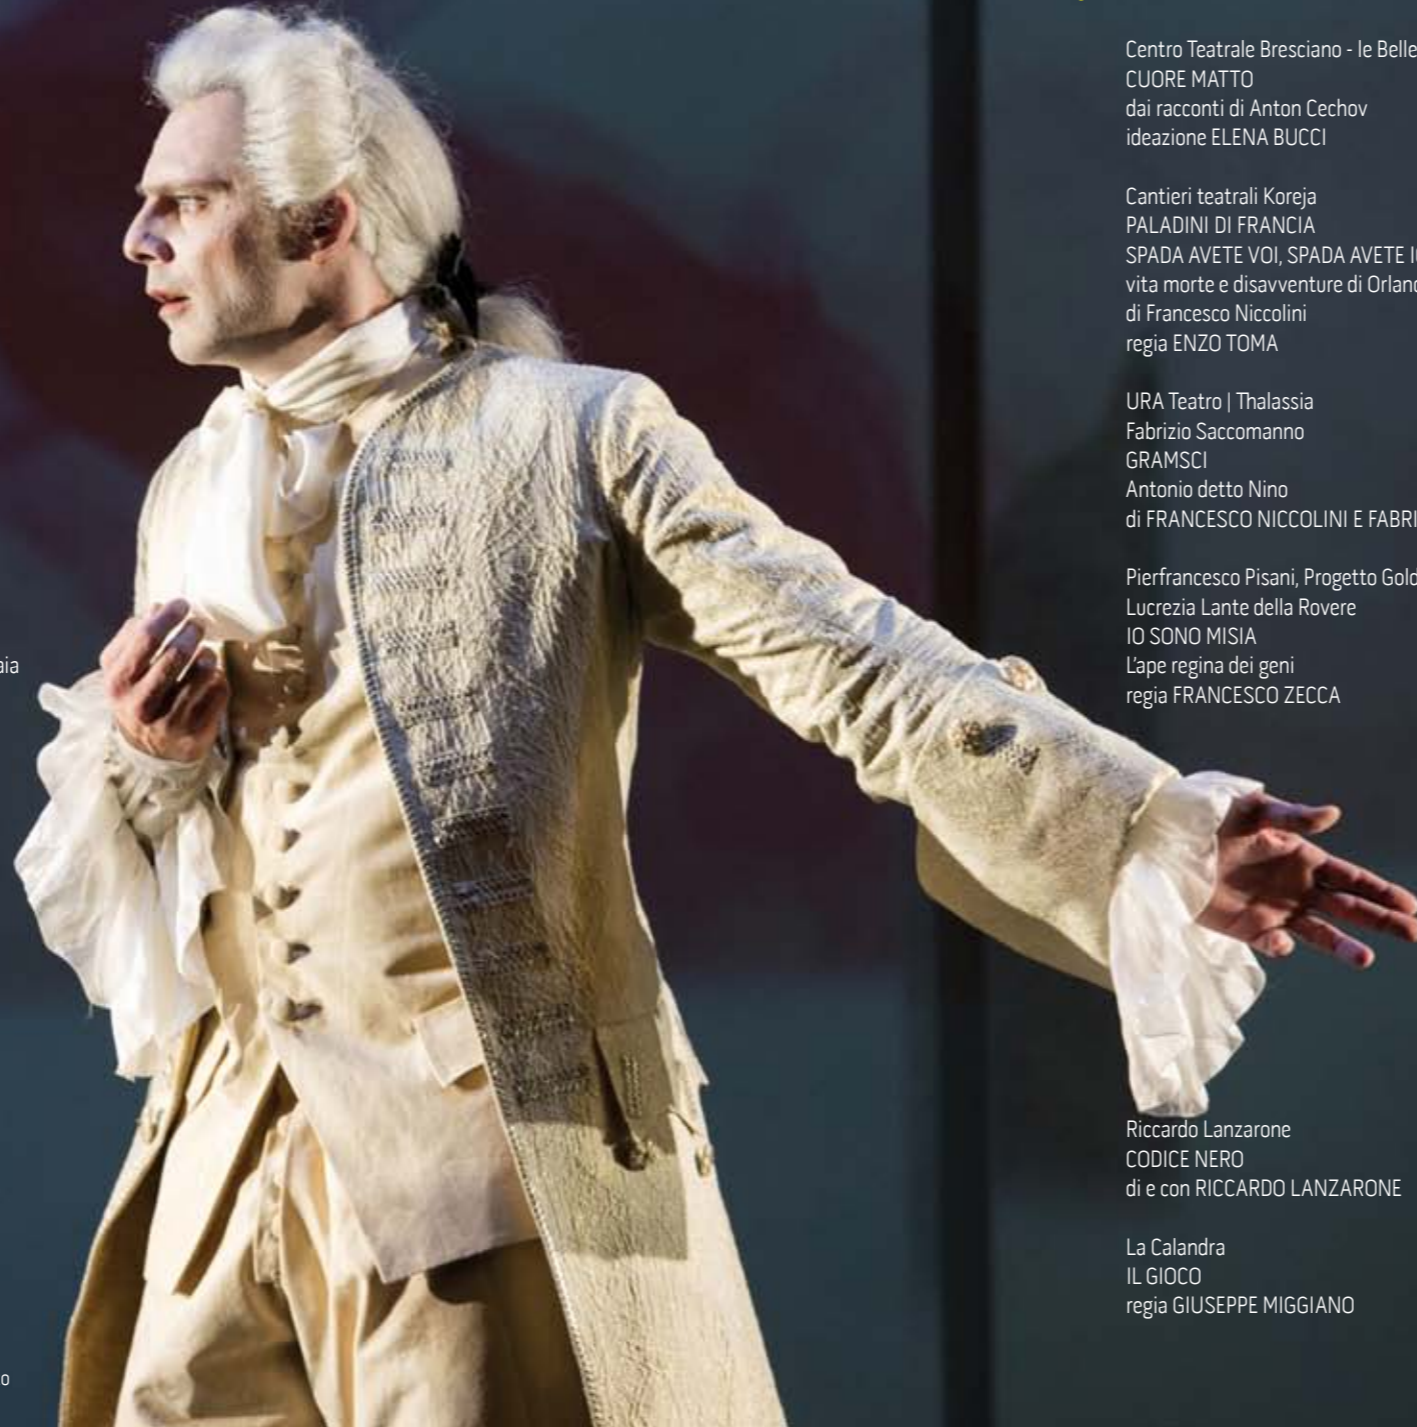 Centro Teatrale Bresciano - le Belle
CUORE MATTO
dai racconti di Anton Cechov
ideazione ELENA BUCCI
Cantieri teatrali Koreja
PALADINI DI FRANCIA
SPADA AVETE VOI, SPADA AVETE
vita morte e disavventure di
di Francesco Niccolini
regia ENZO TOMA
URA Teatro | Thalassia
Fabrizio Saccomanno
GRAMSCI
Antonio detto Nino
di FRANCESCO NICCOLINI E
Pierfrancesco Pisani, Progetto
Lucrezia Lante della Rovere
IO SONO MISIA
L'ape regina dei geni
regia FRANCESCO ZECCA
Riccardo Lanzarone
CODICE NERO
di e con RICCARDO LANZARONE
La Calandra
IL GIOCO
regia GIUSEPPE MIGGIANO